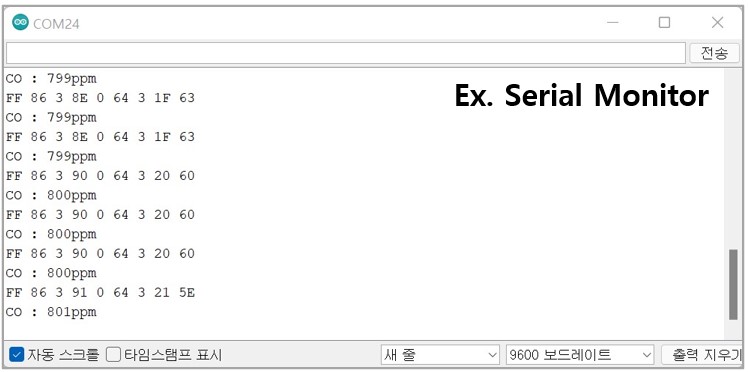 COM24
전송
Ex. Serial Monitor
CO : 799ppm
FF 86 3 8E 0 64 3 1F 63
CO : 799ppm
FF 86 3 8E 0 64 3 1F 63
CO : 799ppm
FF 86 3 90 0 64 3 20 60
CO : 800ppm
FF 86 3 90 0 64 3 20 60
CO : 800ppm
FF 86 3 90 0 64 3 20 60
CO : 800ppm
FF 86 3 91 0 64 3 21 5E
CO : 801ppm
자동 스크롤 타임스탬프 표시 새 줄 9600 보드레이트 출력 지우기